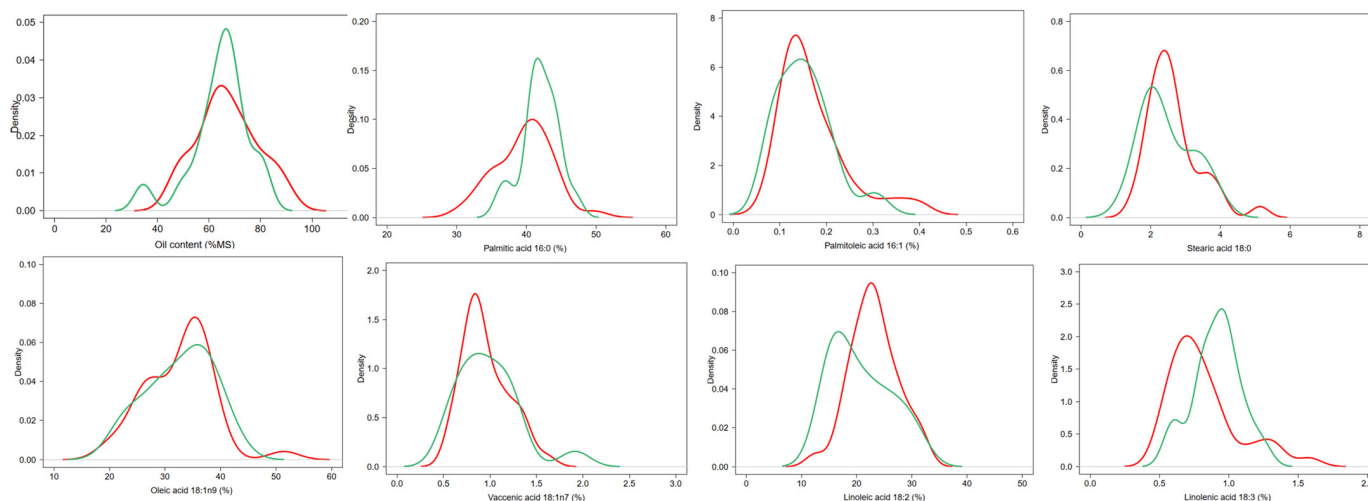 0.05
0.04
0.03
0.02
0.01
0.00
Density
0 20 40 60 80 100
Oil content (%MS)
0.20
0.15
0.10
0.05
0.00
Density
20 30 40 50 60
Palmitic acid 16:0 (%)
8
6
4
2
0
Density
0.0 0.1 0.2 0.3 0.4 0.5 0.6
Palmitoleic acid 16:1 (%)
0.8
0.6
0.4
0.2
0.0
Density
0 2 4 6 8
Stearic acid 18:0
0.10
0.08
0.06
0.04
0.02
0.00
Density
10 20 30 40 50 60
Oleic acid 18:1n9 (%)
2.0
1.5
1.0
0.5
0.0
Density
0.0 0.5 1.0 1.5 2.0 2.5 3.0
Vaccenic acid 18:1n7 (%)
0.10
0.08
0.06
0.04
0.02
0.00
Density
0 10 20 30 40 50
Linoleic acid 18:2 (%)
3.0
2.5
2.0
1.5
1.0
0.5
0.0
Density
0.0 0.5 1.0 1.5
Linolenic acid 18:3 (%)